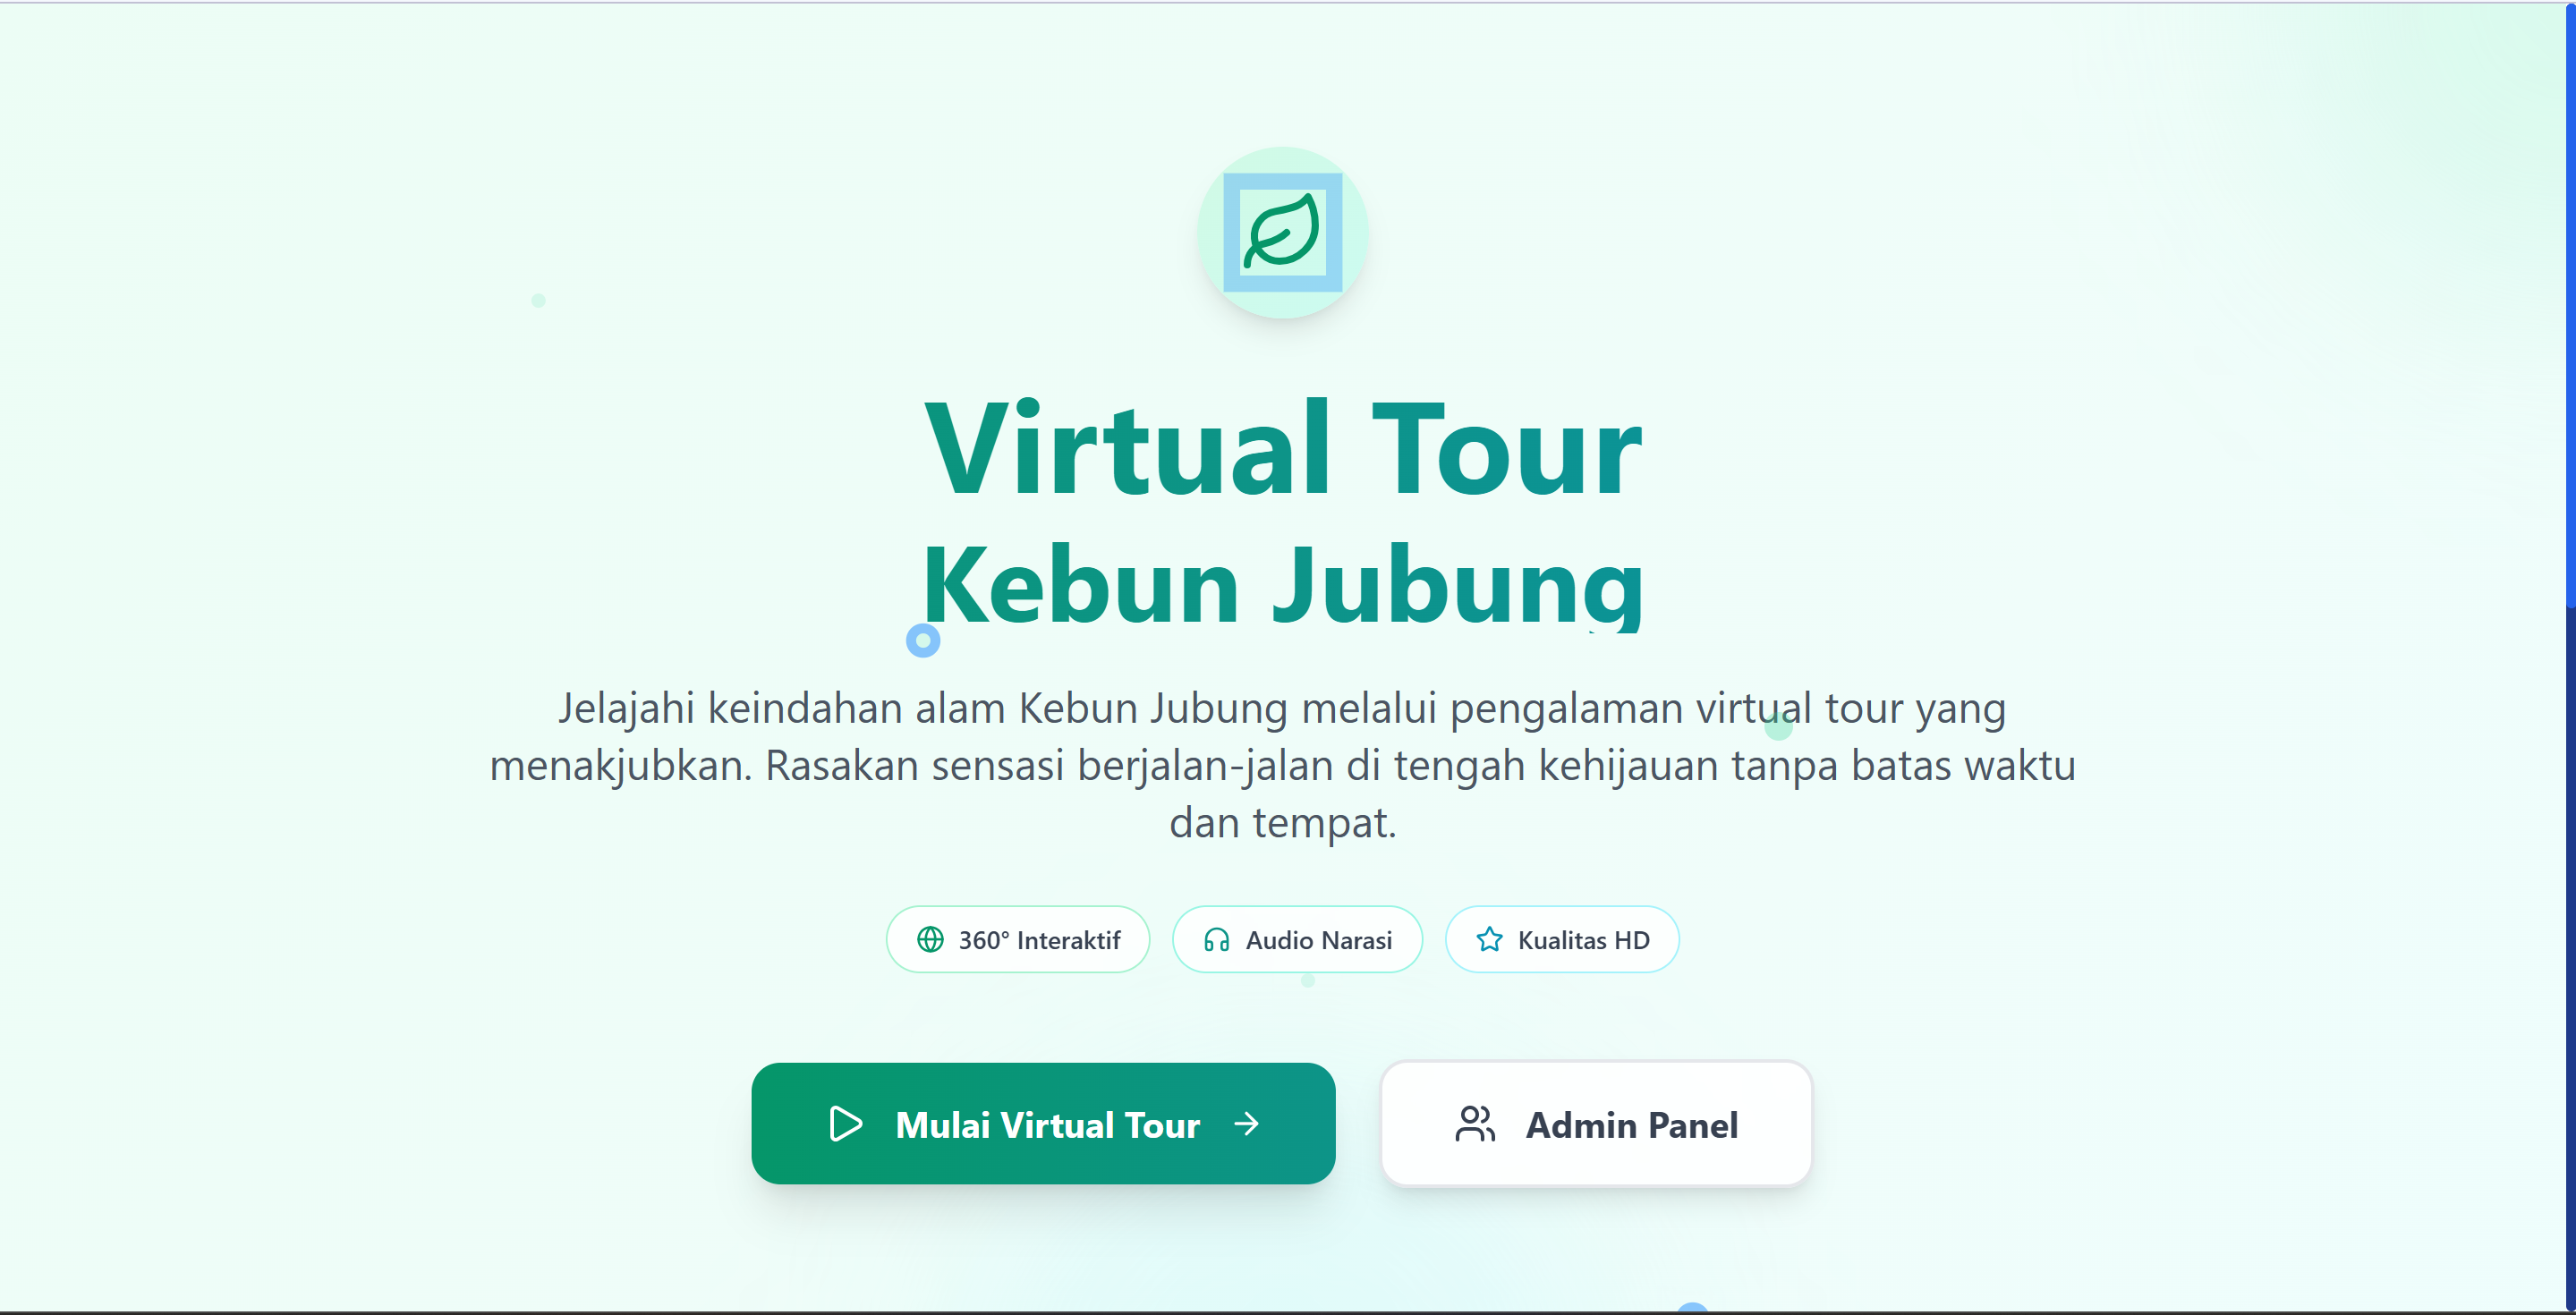 Virtual Tour
Kebun Jubung
Jelajahi keindahan alam Kebun Jubung melalui pengalaman virtual tour yang
menakjubkan. Rasakan sensasi berjalan-jalan di tengah kehijauan tanpa batas waktu
dan tempat.
360° Interaktif
Audio Narasi
Kualitas HD
Mulai Virtual Tour
Admin Panel